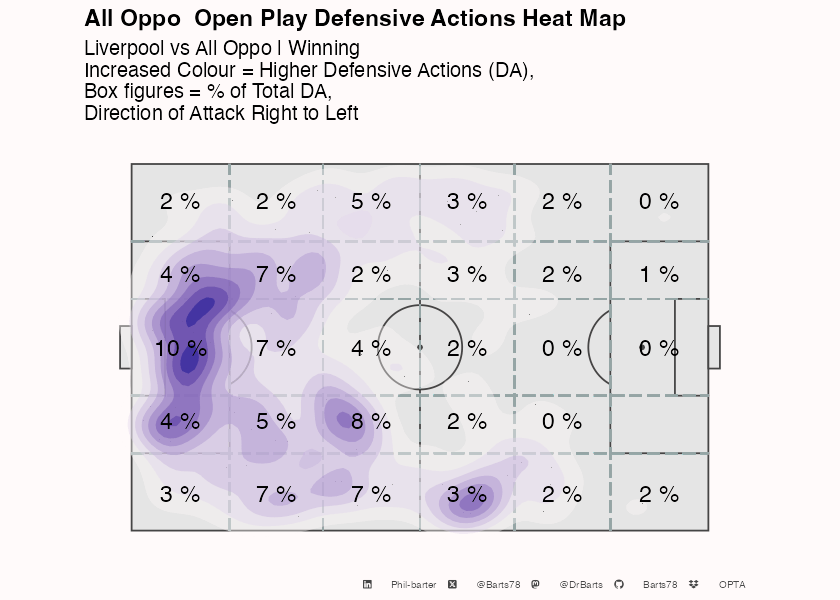 All Oppo  Open Play Defensive Actions Heat Map
Liverpool vs All Oppo | Winning
Increased Colour = Higher Defensive Actions (DA),
Box figures = % of Total DA,
Direction of Attack Right to Left
2 % 2 % 5 % 3 % 2 % 0 %
4 % 7 % 2 % 3 % 2 % 1 %
10 % 7 % 4 % 2 % 0 % 0 %
4 % 5 % 8 % 2 % 0 %
3 % 7 % 7 % 3 % 2 % 2 %
Phil-barter @Barts78 @DrBarts Barts78 OPTA